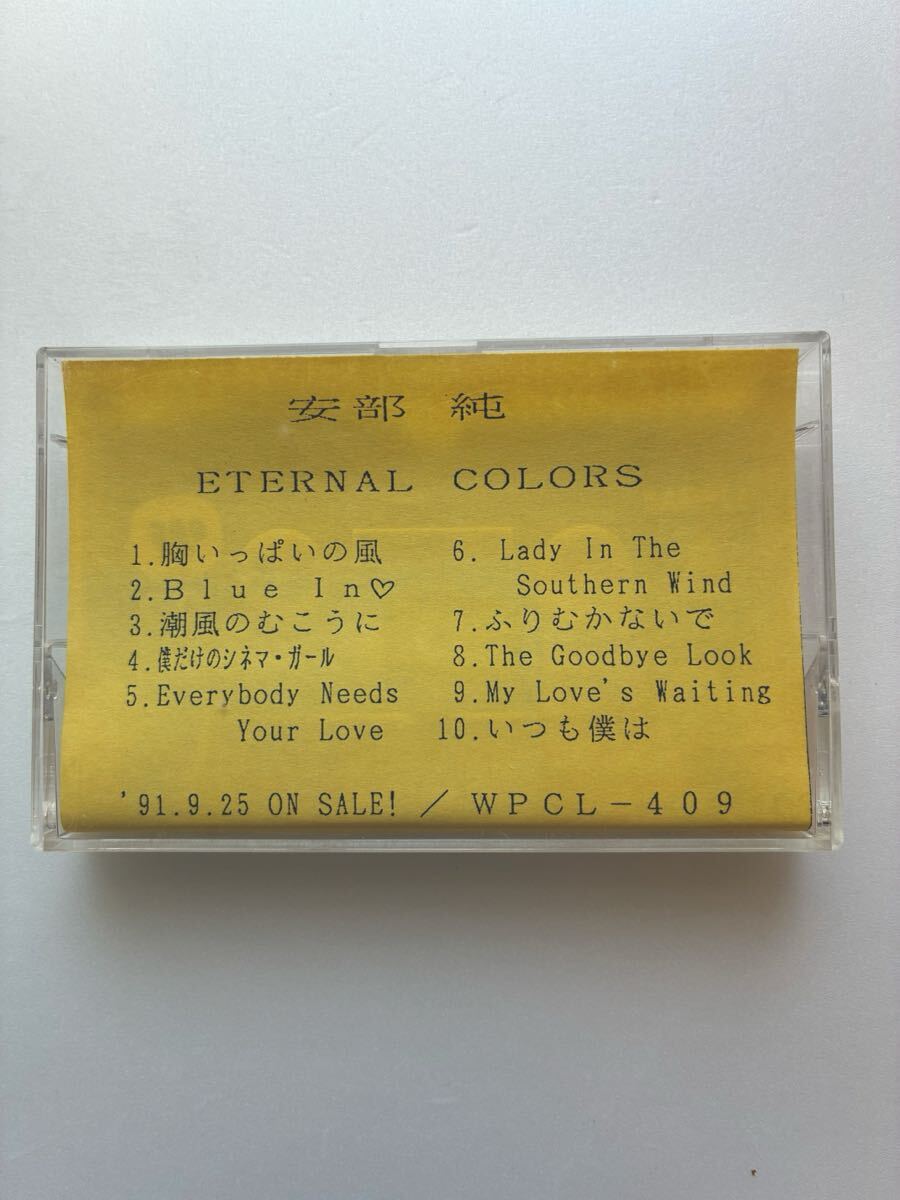 安部 純
ETERNAL COLORS
1.胸いっぱいの風
2.Blue In♡
3.潮風のむこうに
4.僕だけのシネマ・ガール
5.Everybody Needs
Your Love
6. Lady In The
Southern Wind
7.ふりむかないで
8.The Goodbye Look
9.My Love's Waiting
10.いつも僕は
'91.9.25 ON SALE! / WPCL-409